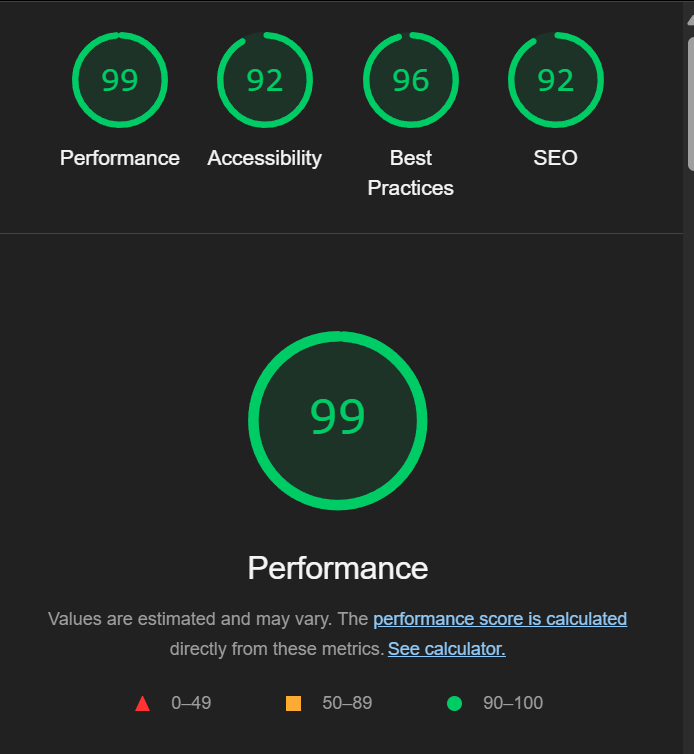 99 92 96 92
Performance Accessibility Best Practices SEO
99
Performance
Values are estimated and may vary. The performance score is calculated
directly from these metrics. See calculator.
0–49 50–89 90–100